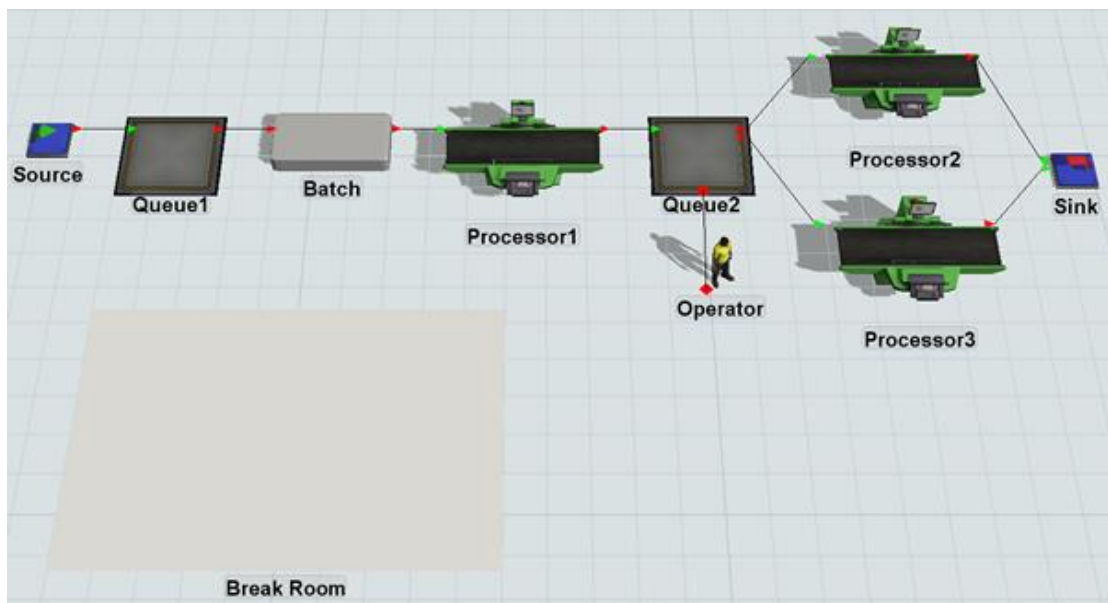 Source
Queue1
Batch
Processor1
Queue2
Processor2
Sink
Operator
Processor3
Break Room